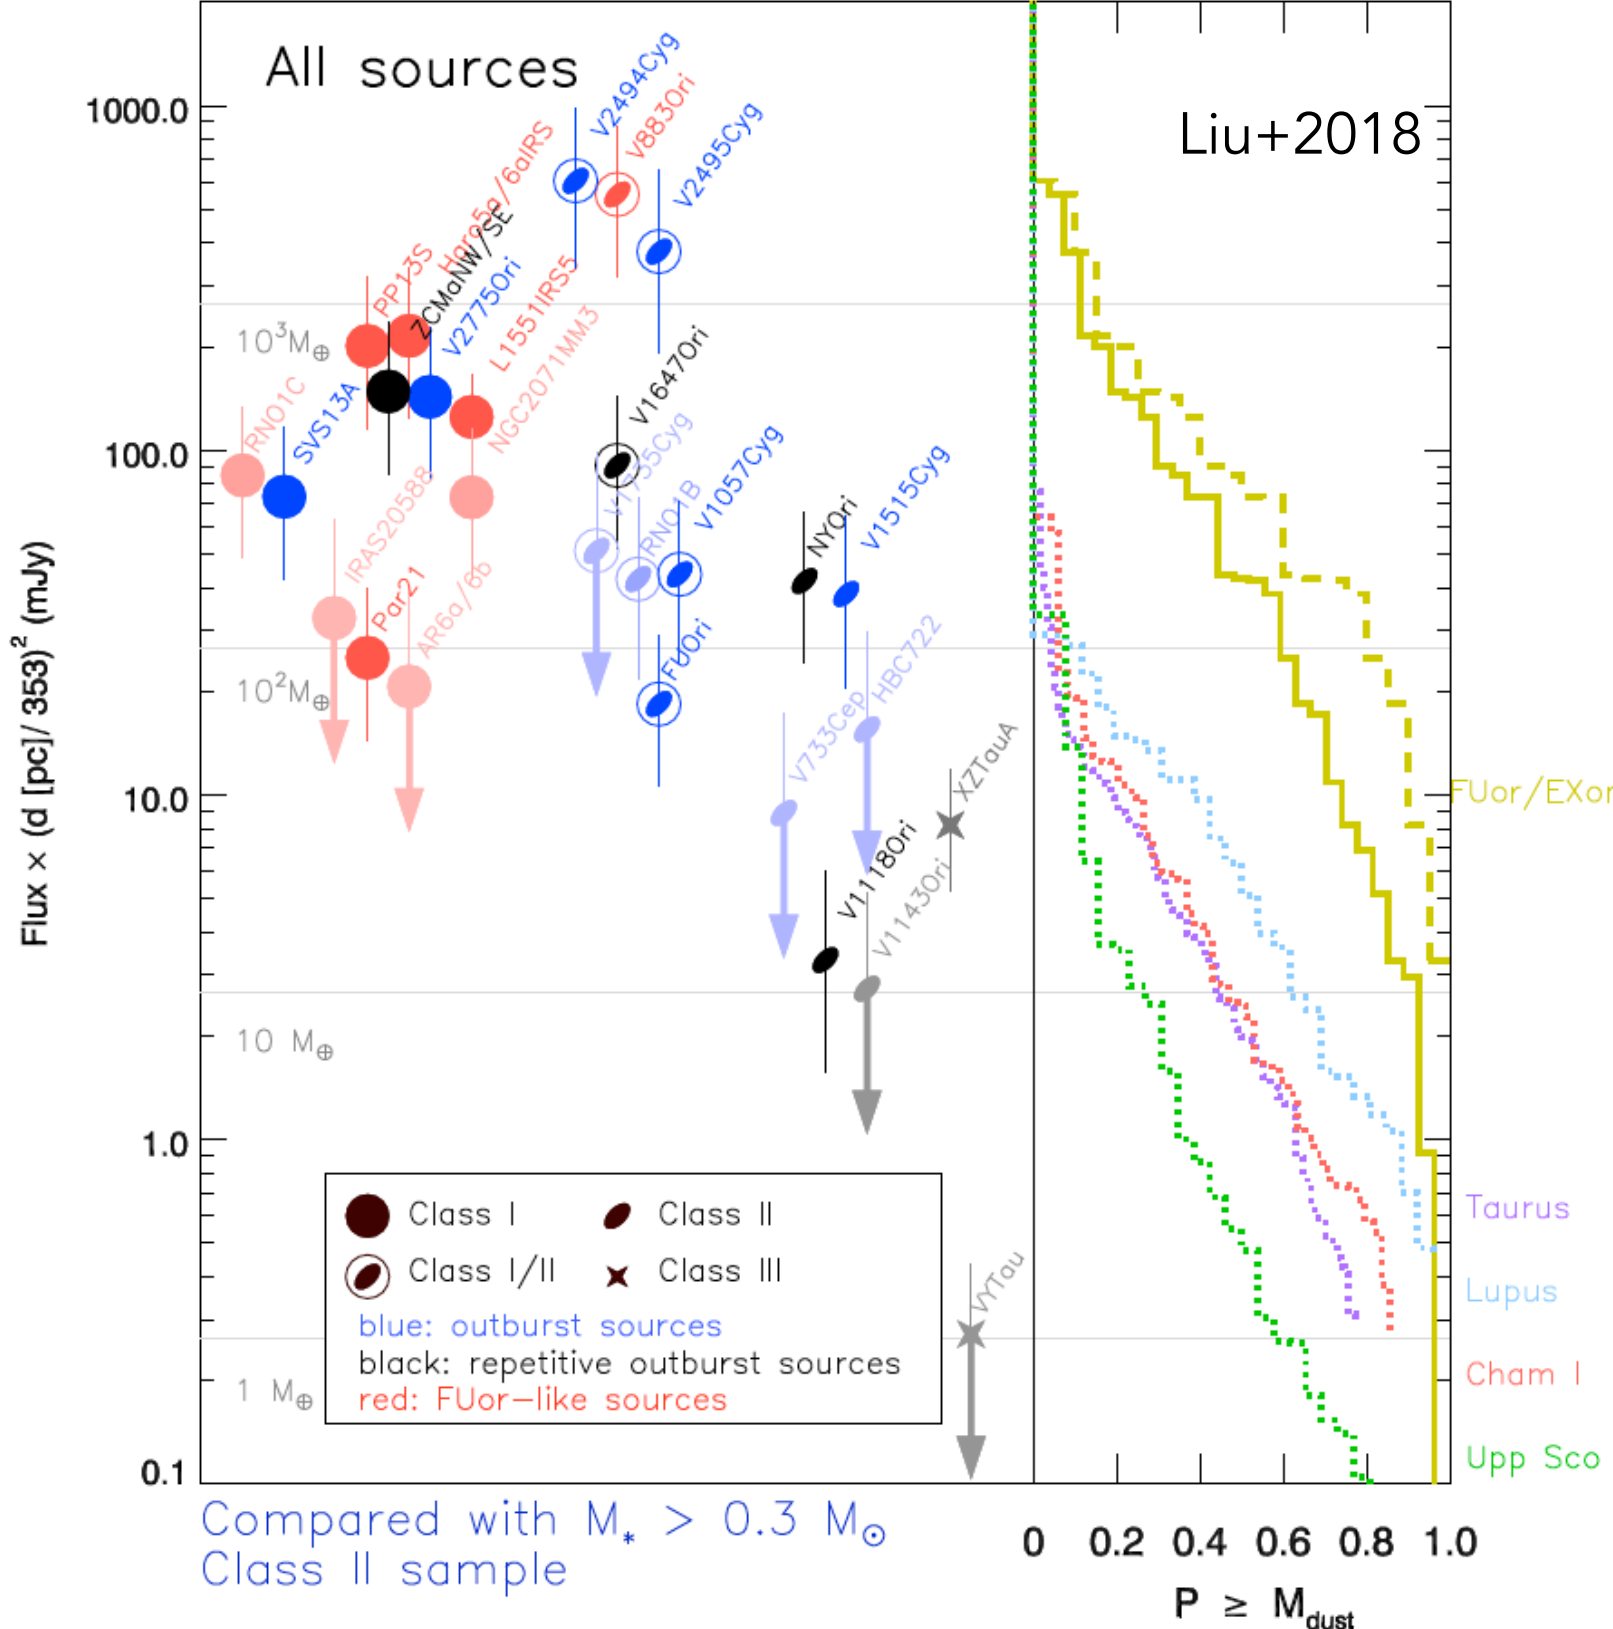 All sources
Liu+2018
1000.0
100.0
10.0
1.0
0.1
Flux × (d [pc]/ 353)² (mJy)
10³M⊕
10²M⊕
10 M⊕
1 M⊕
RNO1C
SVS13A
PP13S
Haro5a/6aIRS
ZCMaNW/SE
V2775Ori
L1551IRS5
NGC2071MM3
IRAS20588
Par21
AR6a/6b
V2494Cyg
V883Ori
V2495Cyg
V1647Ori
V1735Cyg
RNO1B
V1057Cyg
FUOri
NYOri
V1515Cyg
V733Cep
HBC722
V1118Ori
V1143Ori
XZTauA
VYTau
FUor/EXor
Taurus
Lupus
Cham I
Upp Sco
Class I
Class II
Class I/II
Class III
blue: outburst sources
black: repetitive outburst sources
red: FUor-like sources
0 0.2 0.4 0.6 0.8 1.0
P ≥ M_dust
Compared with M_* > 0.3 M_⊙
Class II sample